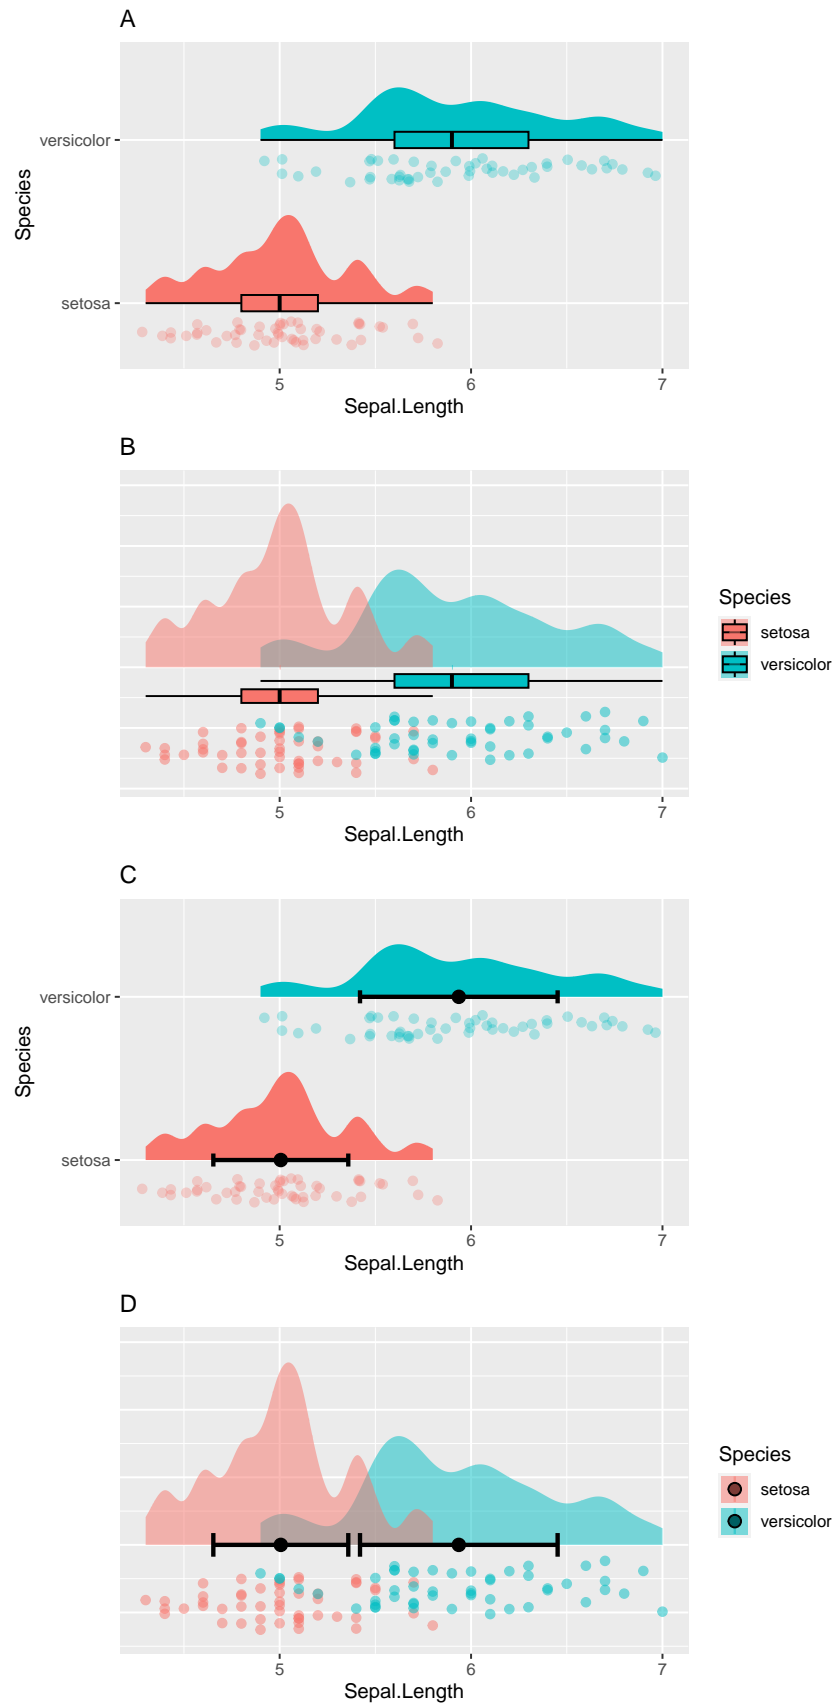 A
versicolor
Species
setosa
5 6 7
Sepal.Length
B
Species
setosa
versicolor
5 6 7
Sepal.Length
C
versicolor
Species
setosa
5 6 7
Sepal.Length
D
Species
setosa
versicolor
5 6 7
Sepal.Length